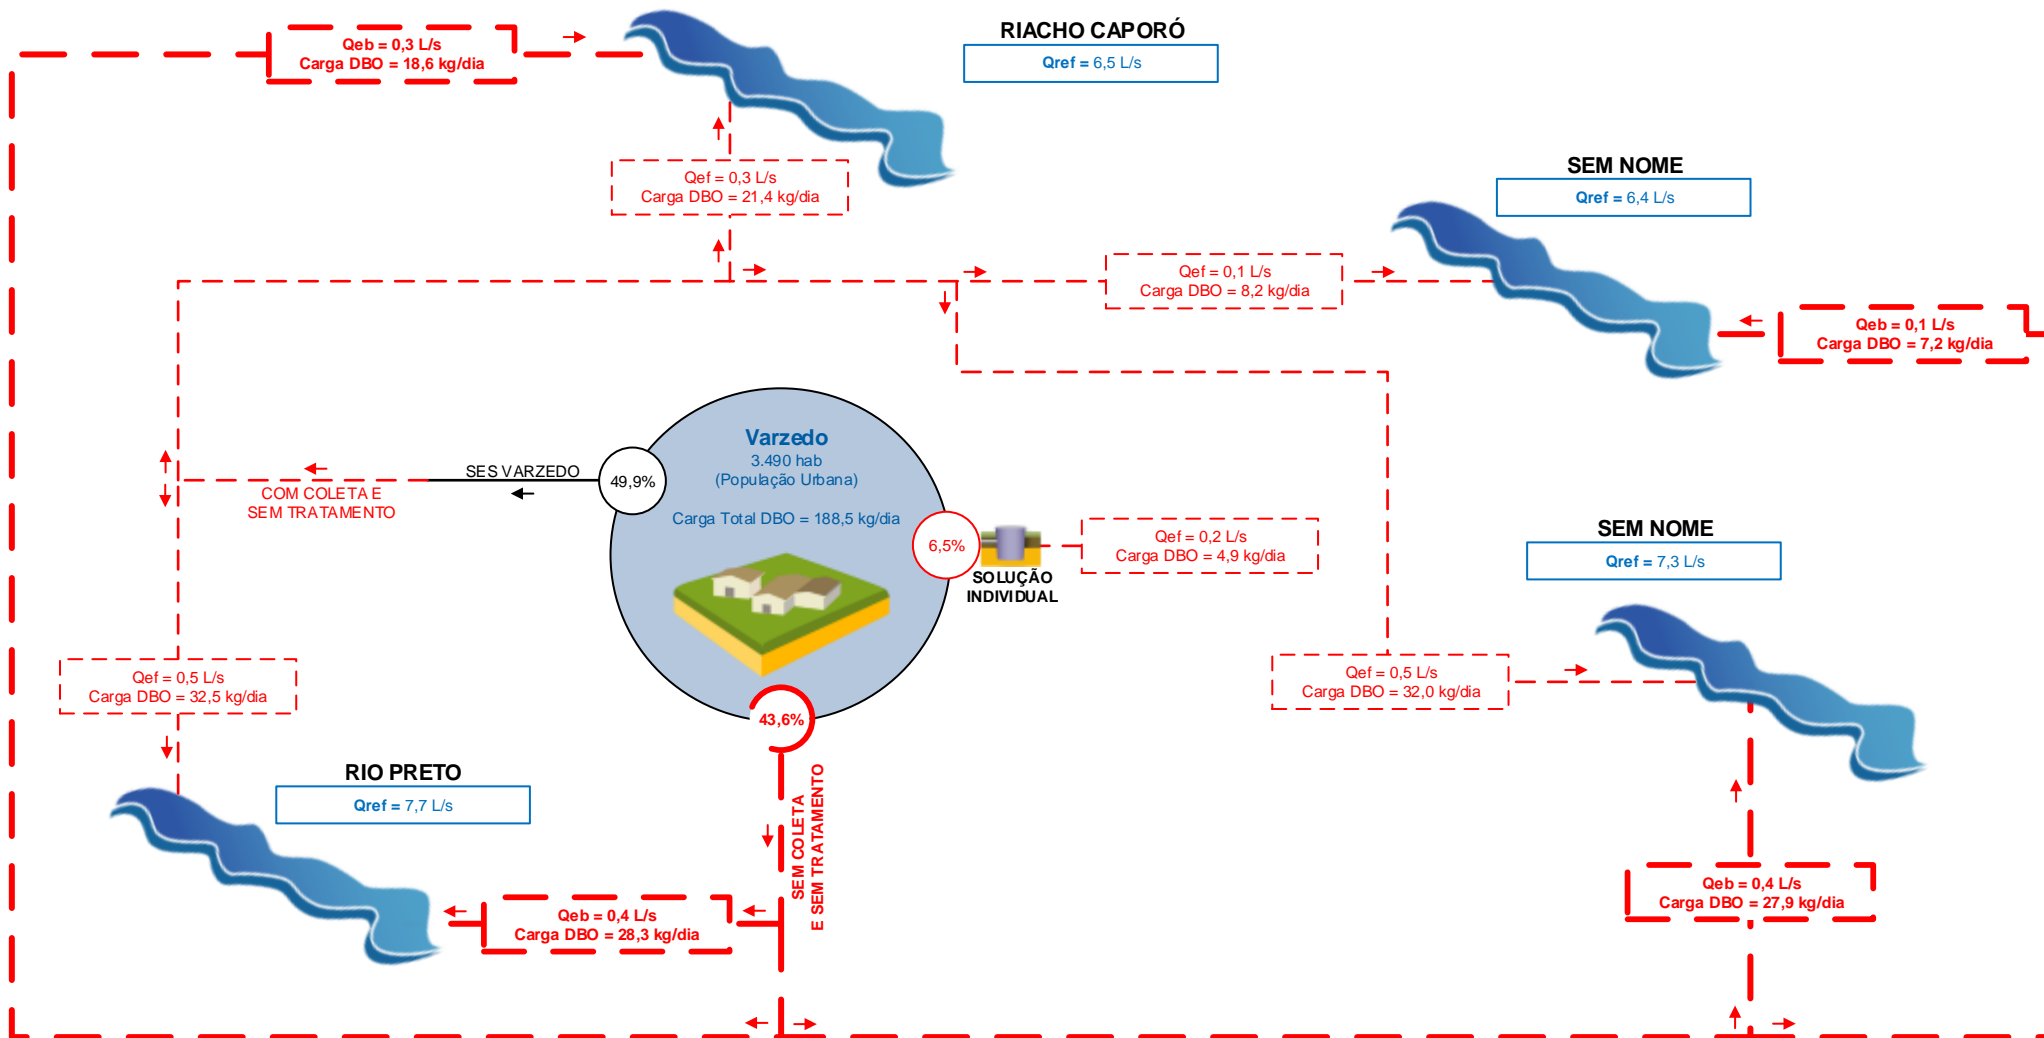 RIACHO CAPORÓ
Qref = 6,5 L/s
Qeb = 0,3 L/s
Carga DBO = 18,6 kg/dia
Qef = 0,3 L/s
Carga DBO = 21,4 kg/dia
SEM NOME
Qref = 6,4 L/s
Qef = 0,1 L/s
Carga DBO = 8,2 kg/dia
Qeb = 0,1 L/s
Carga DBO = 7,2 kg/dia
Varzedo
3.490 hab
(População Urbana)
Carga Total DBO = 188,5 kg/dia
49,9%
SES VARZEDO
COM COLETA E
SEM TRATAMENTO
6,5%
SOLUÇÃO
INDIVIDUAL
Qef = 0,2 L/s
Carga DBO = 4,9 kg/dia
SEM NOME
Qref = 7,3 L/s
Qef = 0,5 L/s
Carga DBO = 32,5 kg/dia
Qef = 0,5 L/s
Carga DBO = 32,0 kg/dia
43,6%
SEM COLETA
E SEM TRATAMENTO
RIO PRETO
Qref = 7,7 L/s
Qeb = 0,4 L/s
Carga DBO = 28,3 kg/dia
Qeb = 0,4 L/s
Carga DBO = 27,9 kg/dia